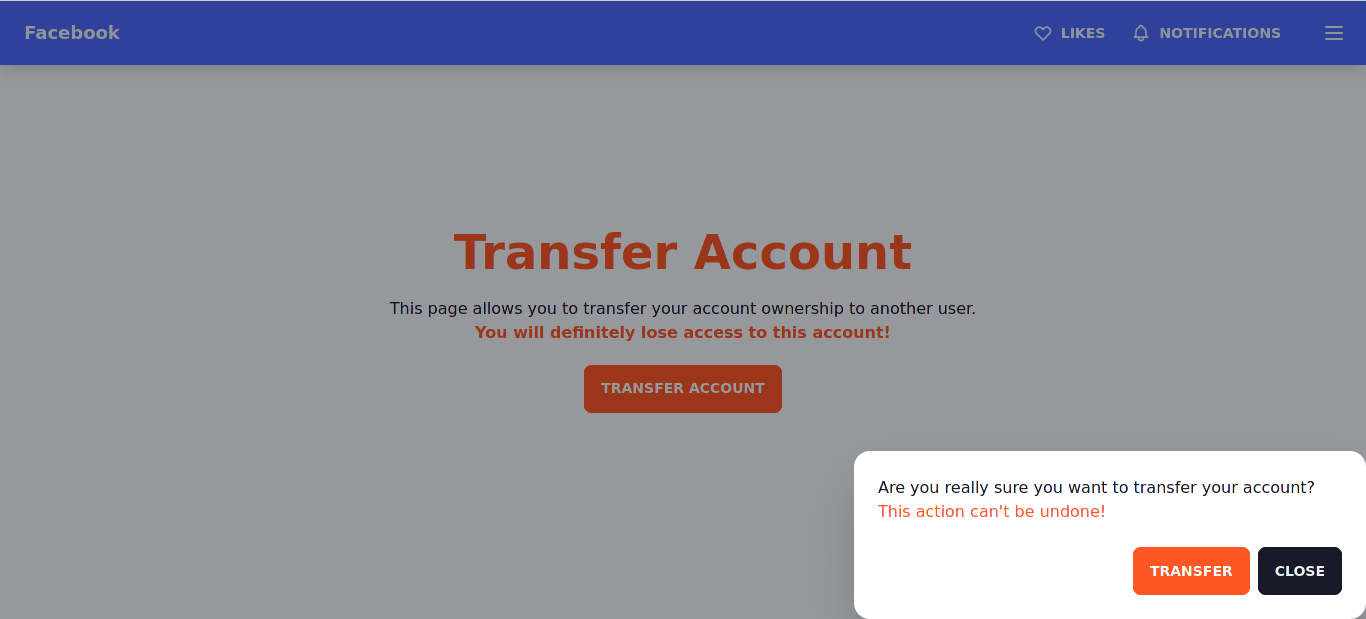 Facebook
LIKES
NOTIFICATIONS
Transfer Account
This page allows you to transfer your account ownership to another user.
You will definitely lose access to this account!
TRANSFER ACCOUNT
Are you really sure you want to transfer your account?
This action can't be undone!
TRANSFER
CLOSE